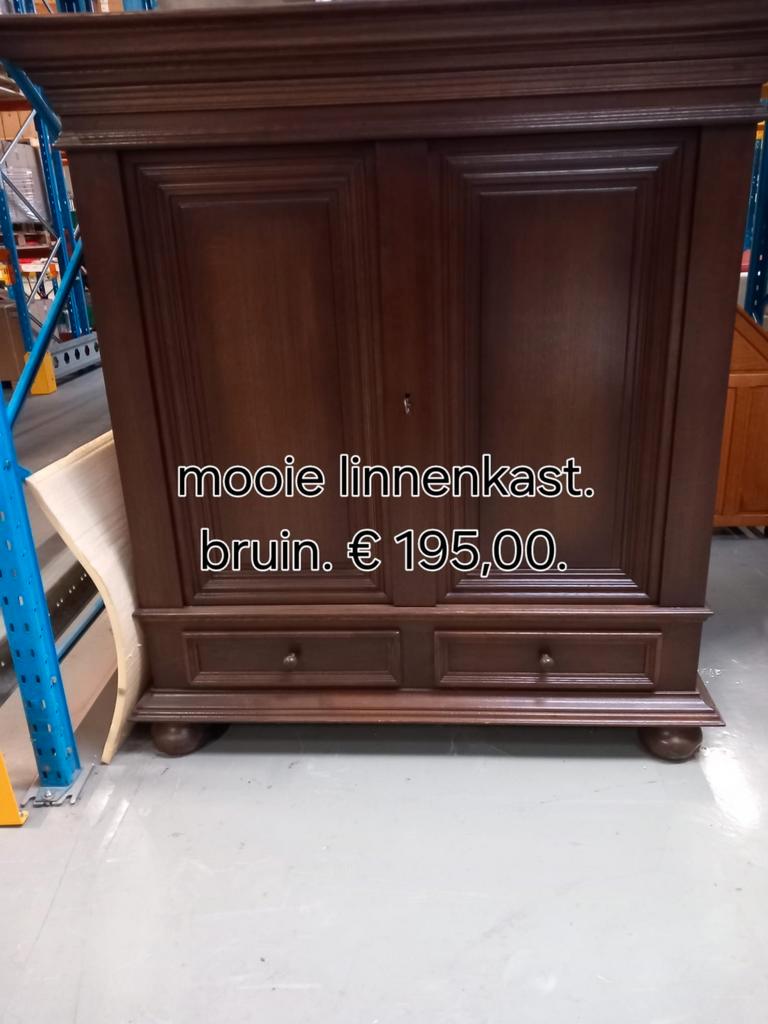 mooie linnenkast.
bruin. € 195,00.